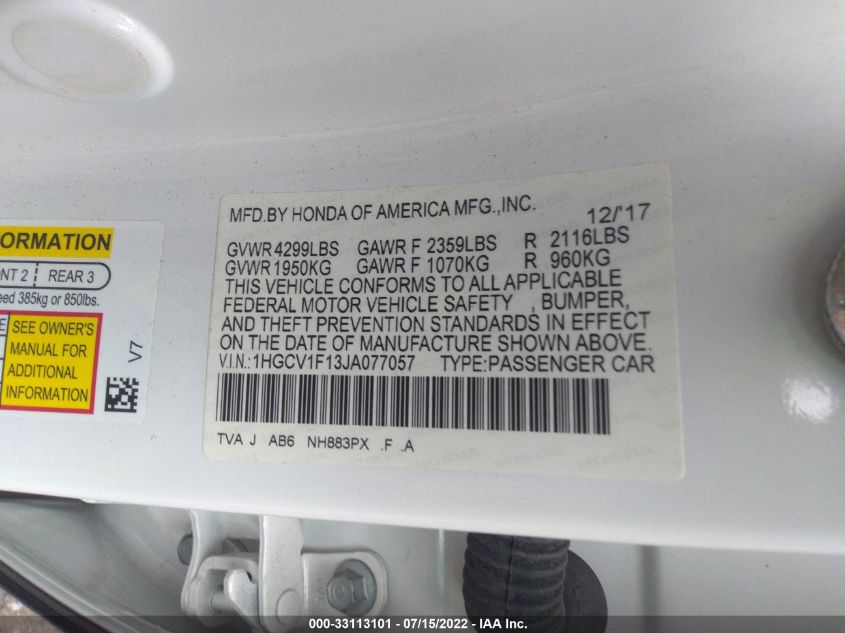 MFD.BY HONDA OF AMERICA MFG.,INC. 12/'17
GVWR 4299LBS GAWR F 2359LBS R 2116LBS
GVWR 1950KG GAWR F 1070KG R 960KG
THIS VEHICLE CONFORMS TO ALL APPLICABLE
FEDERAL MOTOR VEHICLE SAFETY , BUMPER,
AND THEFT PREVENTION STANDARDS IN EFFECT
ON THE DATE OF MANUFACTURE SHOWN ABOVE.
V.I.N.:1HGCV1F13JA077057 TYPE:PASSENGER CAR
TVA J AB6 NH883PX .F .A
ORMATION
NT 2 REAR 3
eed 385kg or 850lbs.
E SEE OWNER'S
MANUAL FOR
ADDITIONAL
INFORMATION
V7
000-33113101 - 07/15/2022 - IAA Inc.